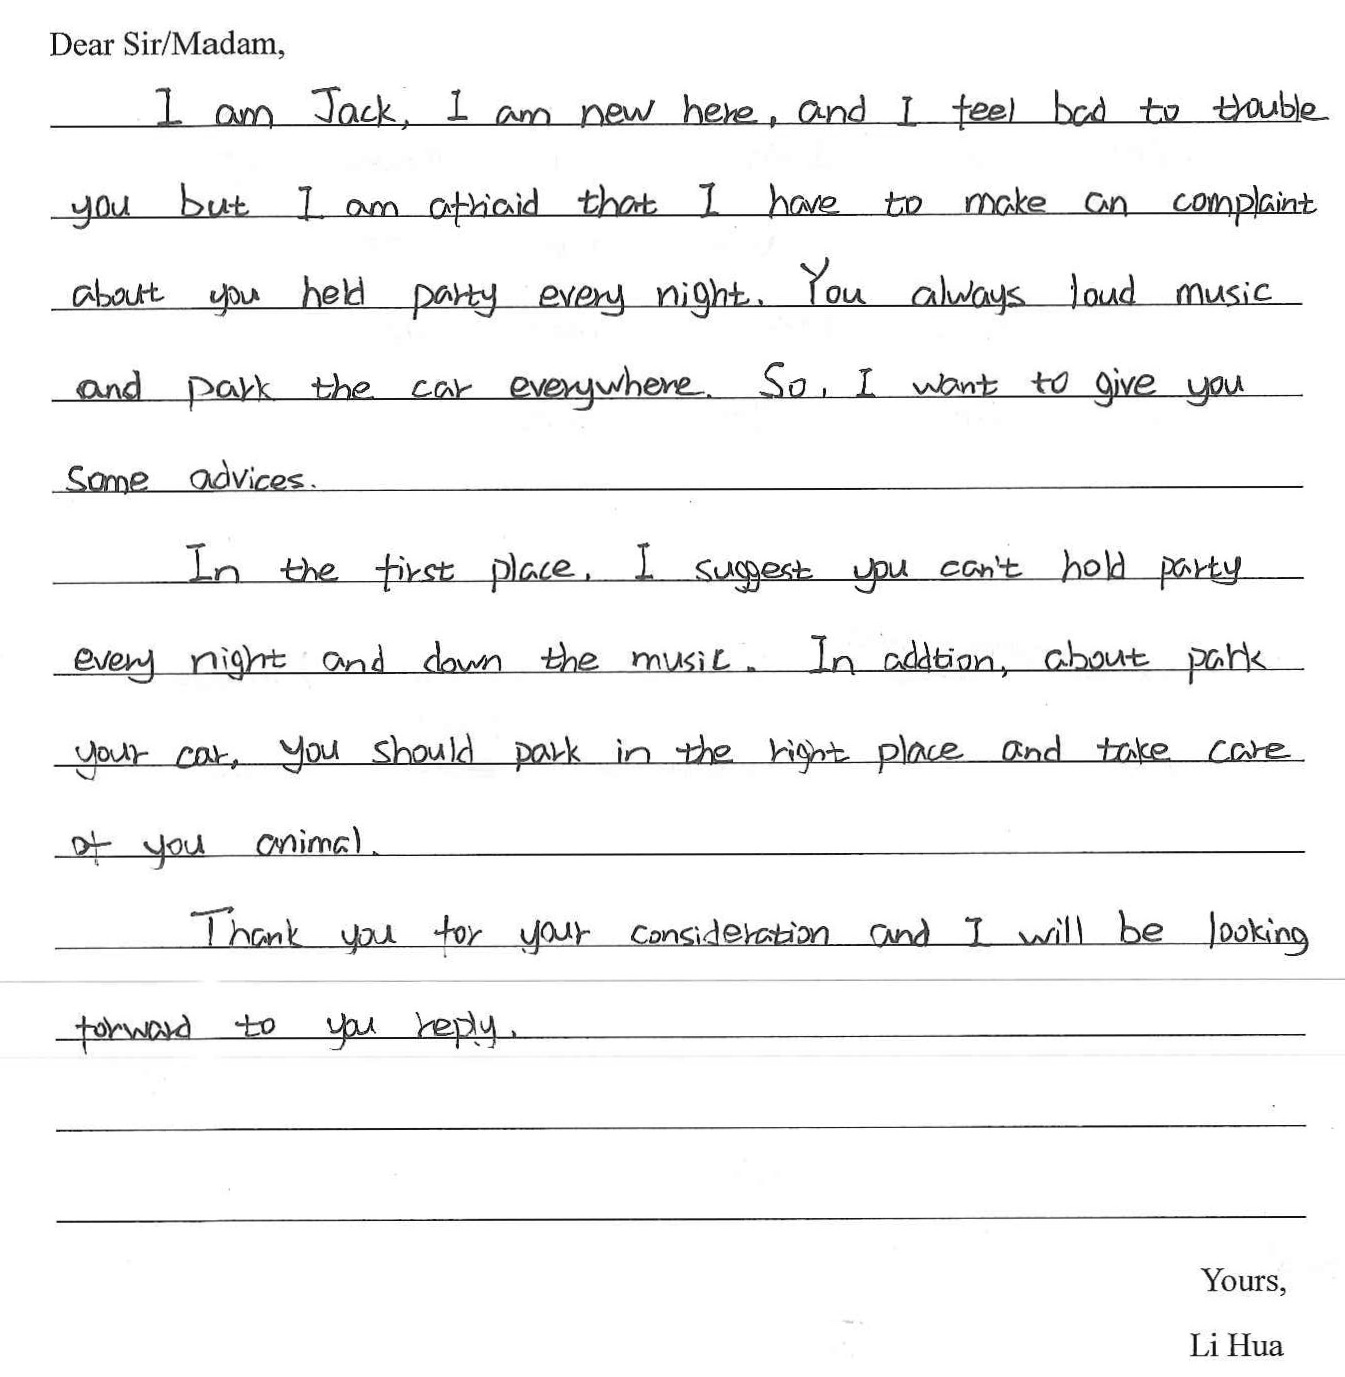 Dear Sir/Madam,
I am Jack, I am new here, and I feel bad to trouble
you but I am afriaid that I have to make an complaint
about you held party every night. You always loud music
and park the car everywhere. So, I want to give you
some advices.
In the first place, I suggest you can't hold party
every night and down the music. In addtion, about park
your car, you should park in the right place and take care
of you animal.
Thank you for your consideration and I will be looking
forward to you reply.
Yours,
Li Hua